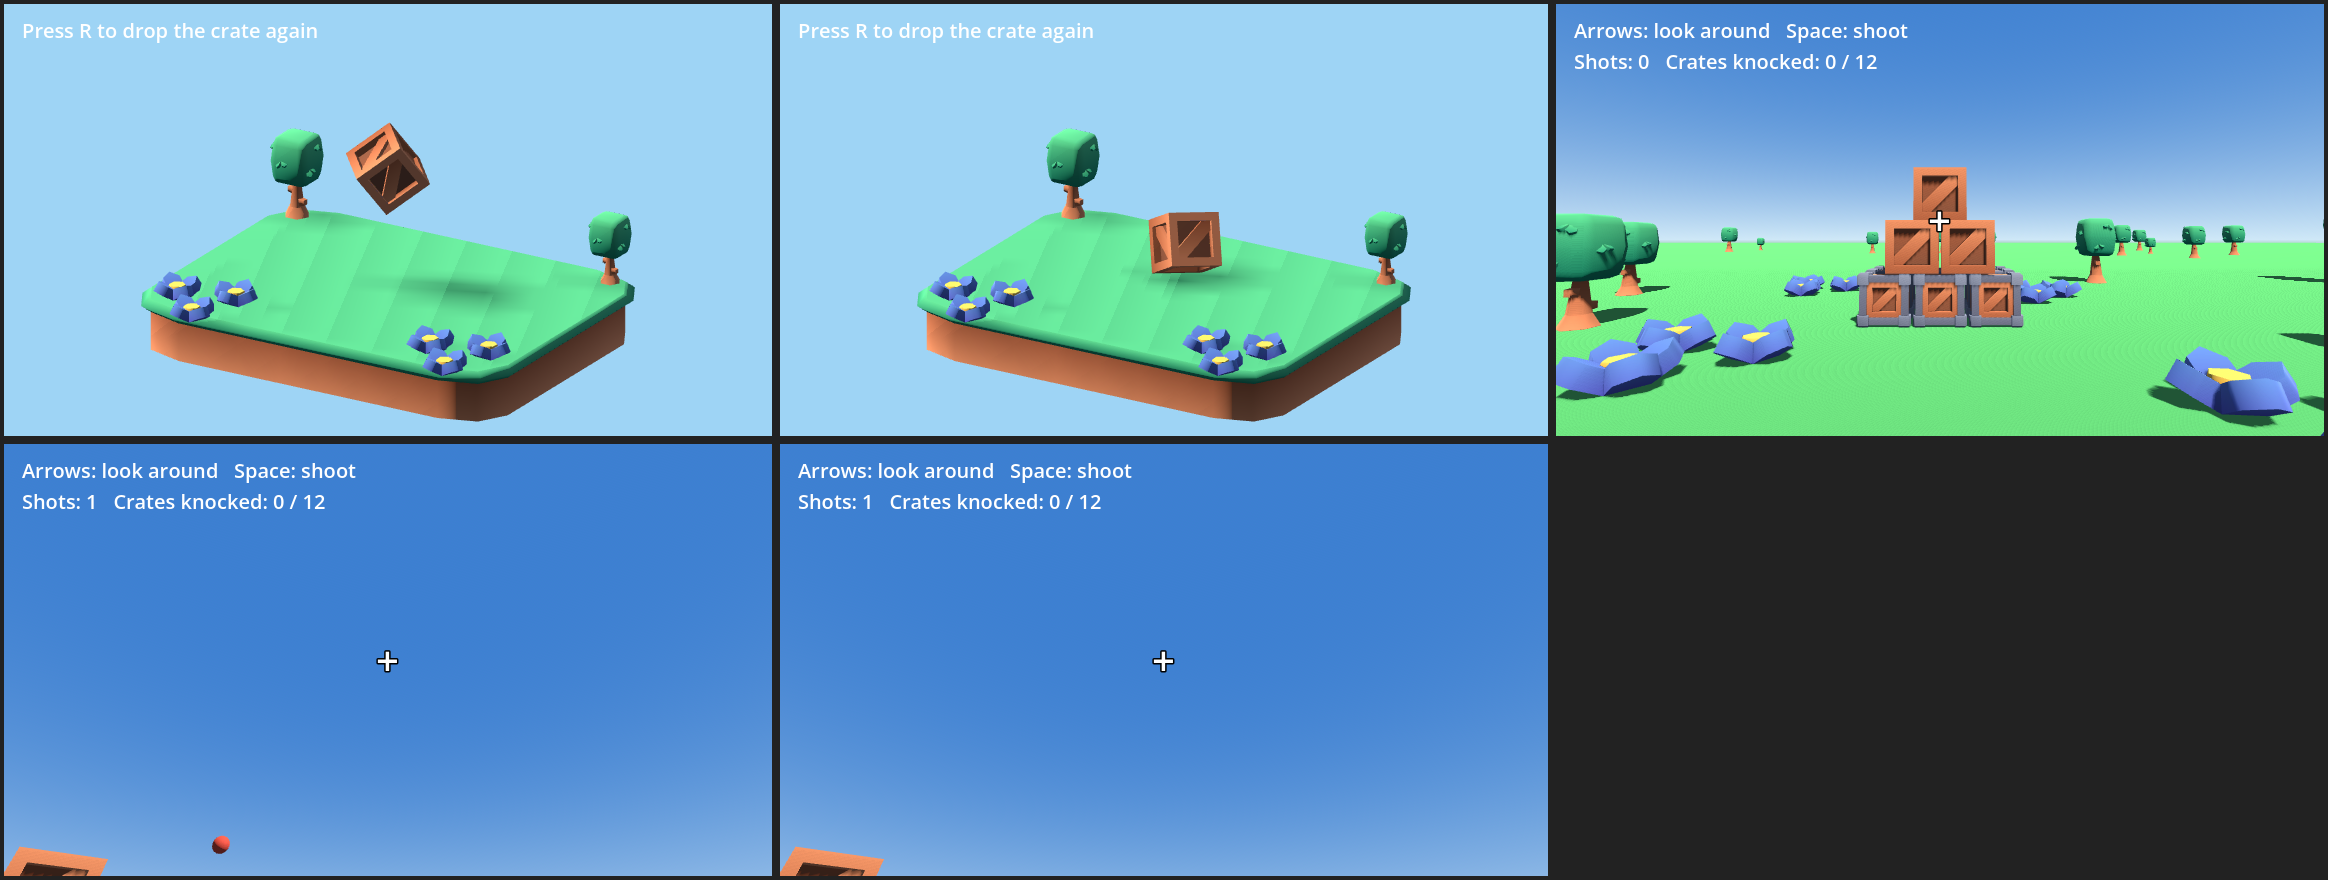 Press R to drop the crate again
Press R to drop the crate again
Arrows: look around Space: shoot
Shots: 0 Crates knocked: 0 / 12
Arrows: look around Space: shoot
Shots: 1 Crates knocked: 0 / 12
Arrows: look around Space: shoot
Shots: 1 Crates knocked: 0 / 12